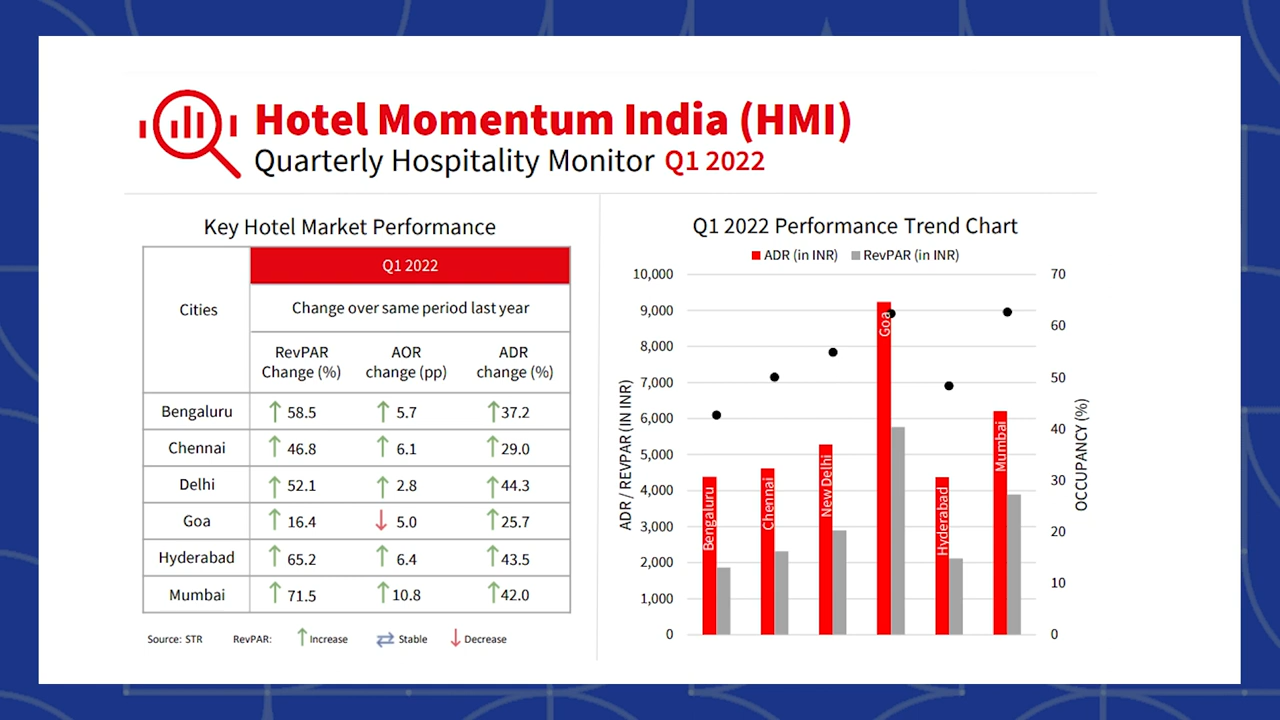 Hotel Momentum India (HMI)
Quarterly Hospitality Monitor Q1 2022
Key Hotel Market Performance
Cities
Q1 2022
Change over same period last year
RevPAR Change (%)
AOR change (pp)
ADR change (%)
Bengaluru ↑ 58.5 ↑ 5.7 ↑ 37.2
Chennai ↑ 46.8 ↑ 6.1 ↑ 29.0
Delhi ↑ 52.1 ↑ 2.8 ↑ 44.3
Goa ↑ 16.4 ↓ 5.0 ↑ 25.7
Hyderabad ↑ 65.2 ↑ 6.4 ↑ 43.5
Mumbai ↑ 71.5 ↑ 10.8 ↑ 42.0
Source: STR RevPAR: ↑ Increase ⇄ Stable ↓ Decrease
Q1 2022 Performance Trend Chart
ADR (in INR) RevPAR (in INR)
ADR / REVPAR (IN INR)
10,000
9,000
8,000
7,000
6,000
5,000
4,000
3,000
2,000
1,000
0
Bengaluru
Chennai
New Delhi
Goa
Hyderabad
Mumbai
70
60
50
40
30
20
10
0
OCCUPANCY (%)